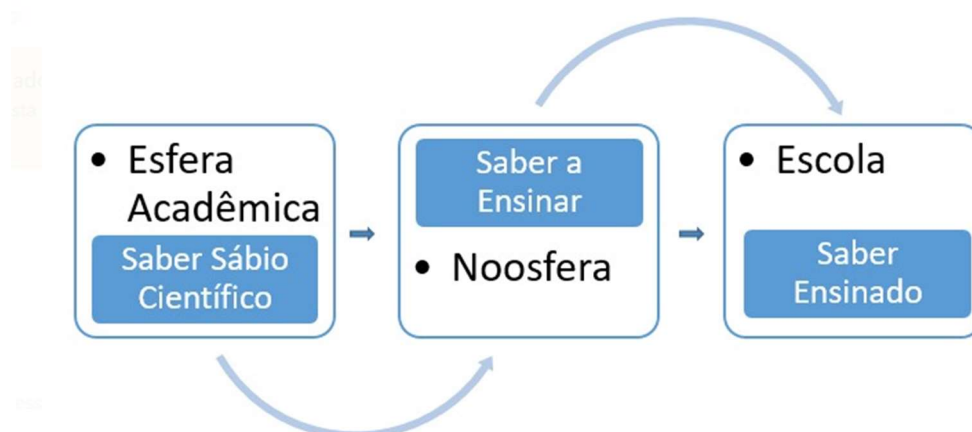 • Esfera
Acadêmica
Saber Sábio
Científico
Saber a
Ensinar
• Noosfera
• Escola
Saber
Ensinado